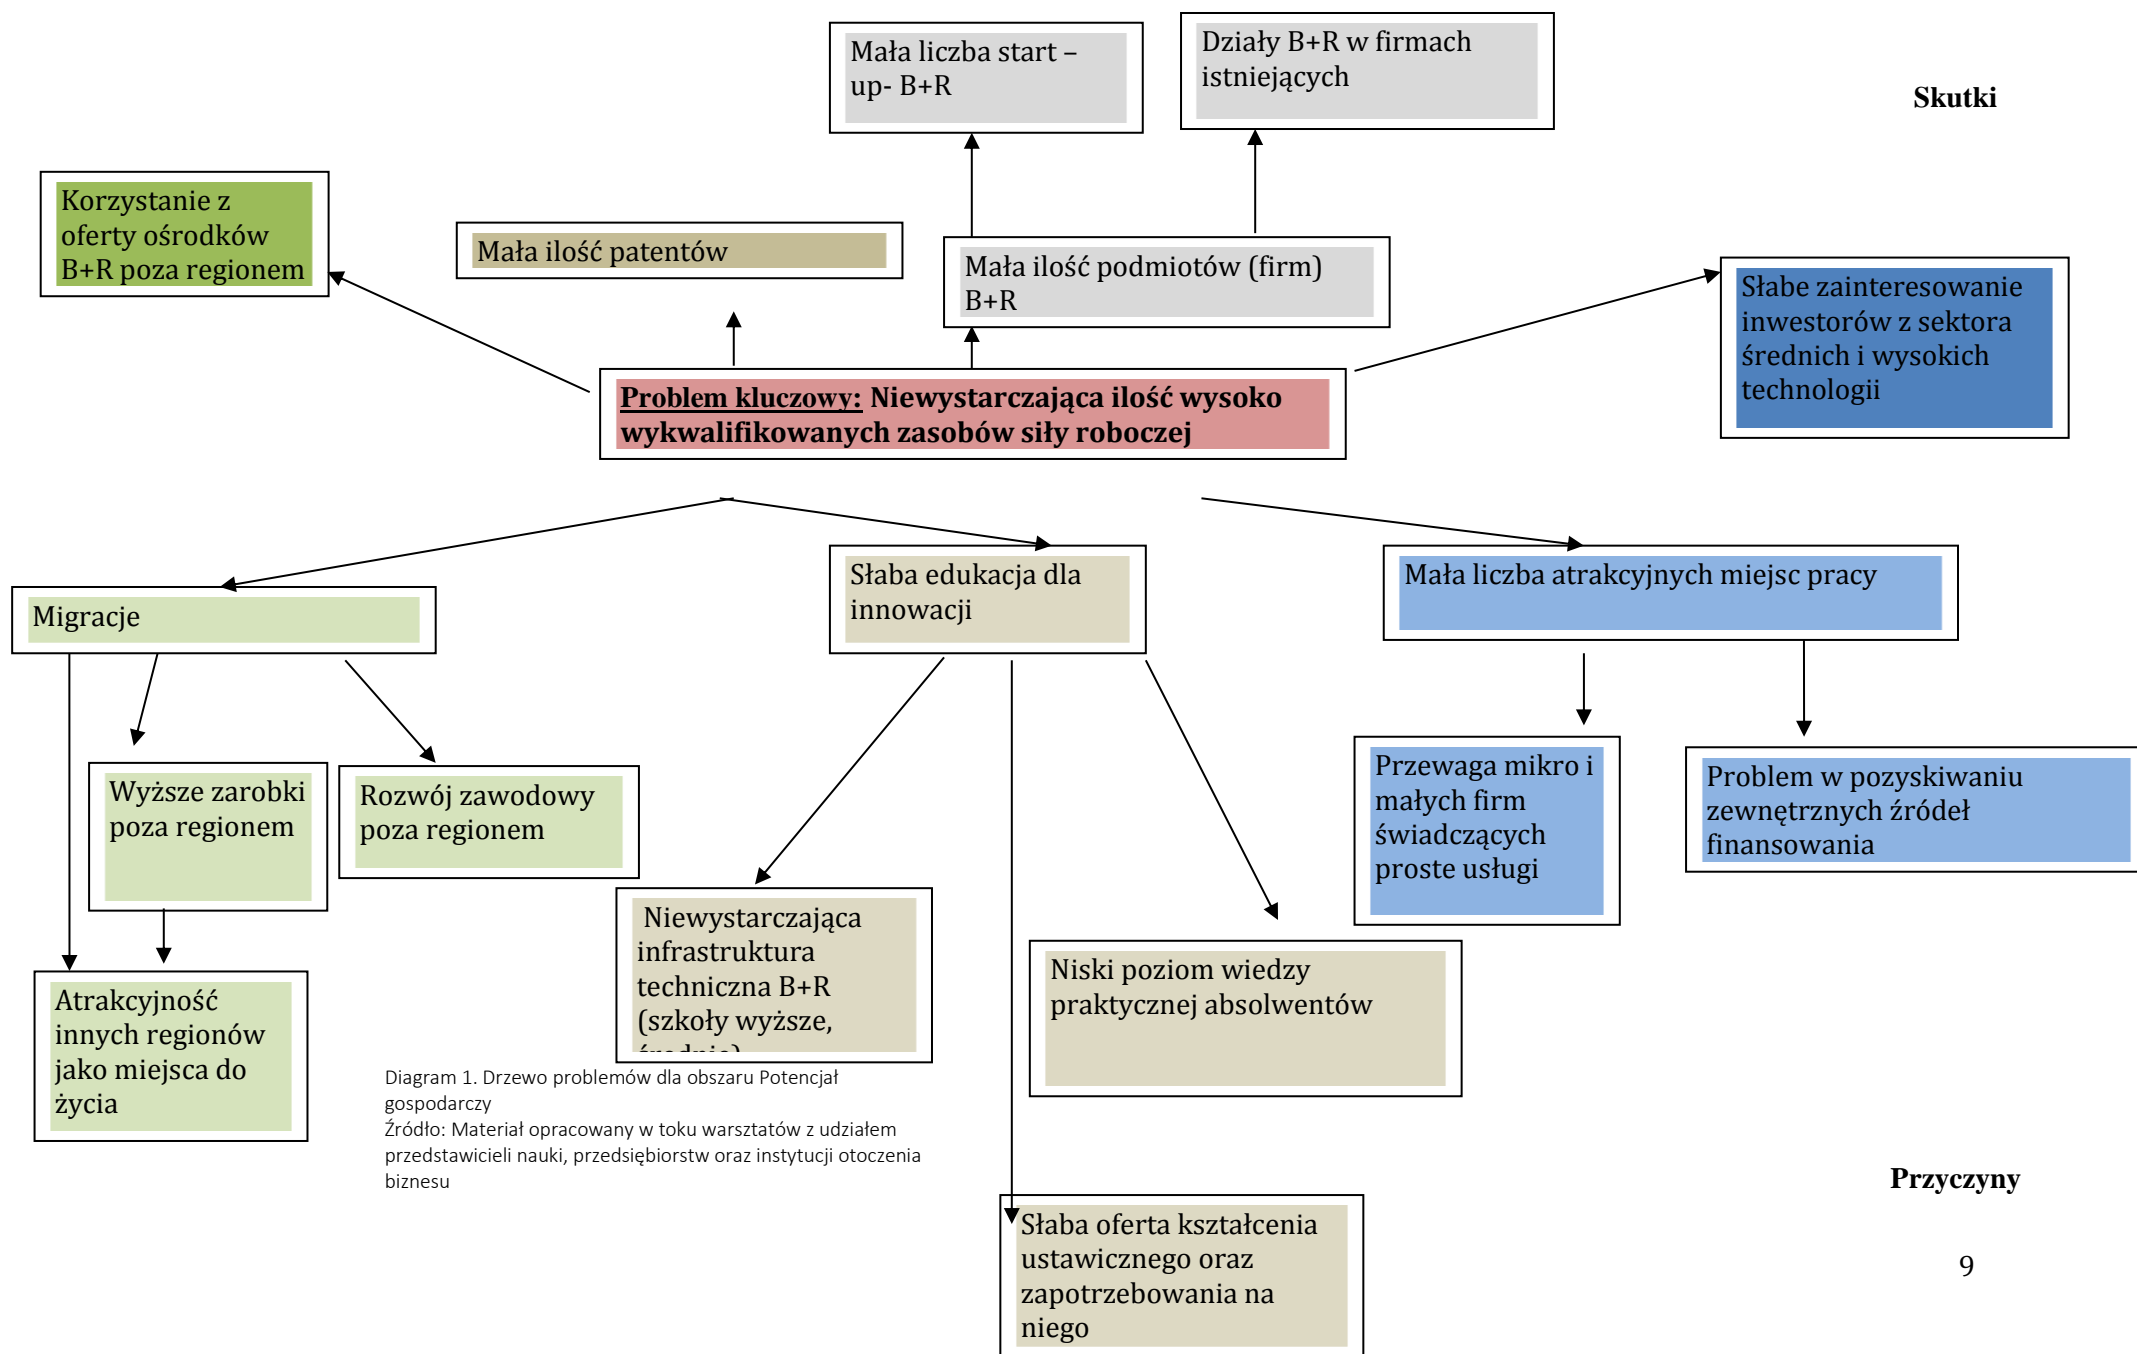 Mała liczba start –
up- B+R
Działy B+R w firmach
istniejących
Skutki
Korzystanie z
oferty ośrodków
B+R poza regionem
Mała ilość patentów
Mała ilość podmiotów (firm)
B+R
Słabe zainteresowanie
inwestorów z sektora
średnich i wysokich
technologii
Problem kluczowy: Niewystarczająca ilość wysoko
wykwalifikowanych zasobów siły roboczej
Migracje
Słaba edukacja dla
innowacji
Mała liczba atrakcyjnych miejsc pracy
Wyższe zarobki
poza regionem
Rozwój zawodowy
poza regionem
Przewaga mikro i
małych firm
świadczących
proste usługi
Problem w pozyskiwaniu
zewnętrznych źródeł
finansowania
Niewystarczająca
infrastruktura
techniczna B+R
(szkoły wyższe,
Niski poziom wiedzy
praktycznej absolwentów
Atrakcyjność
innych regionów
jako miejsca do
życia
Diagram 1. Drzewo problemów dla obszaru Potencjał
gospodarczy
Źródło: Materiał opracowany w toku warsztatów z udziałem
przedstawicieli nauki, przedsiębiorstw oraz instytucji otoczenia
biznesu
Przyczyny
Słaba oferta kształcenia
ustawicznego oraz
zapotrzebowania na
niego
9